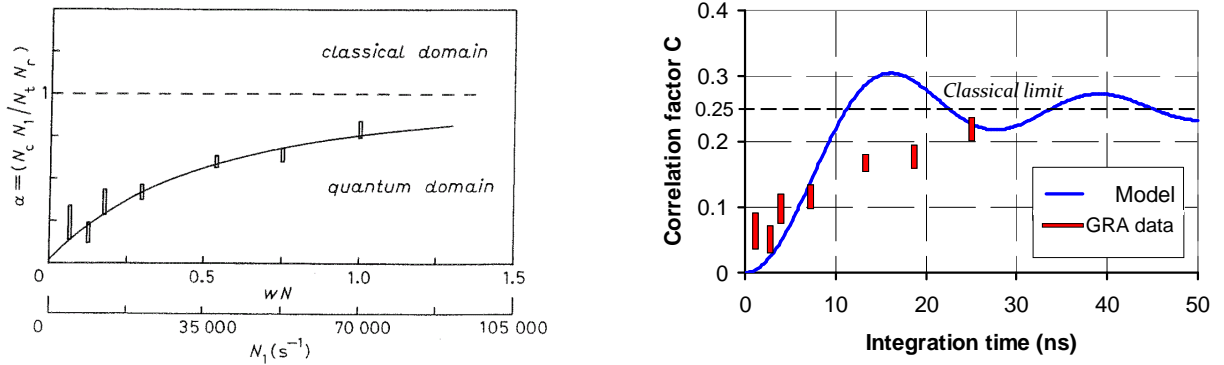 α = (N_c N_1 / N_t N_r)
classical domain
1
quantum domain
0 0.5 1.0 1.5
wN
0 35 000 70 000 105 000
N_1 (s⁻¹)
Correlation factor C
0.4
0.3
Classical limit
0.25
0.2
0.1
0
Model
GRA data
0 10 20 30 40 50
Integration time (ns)